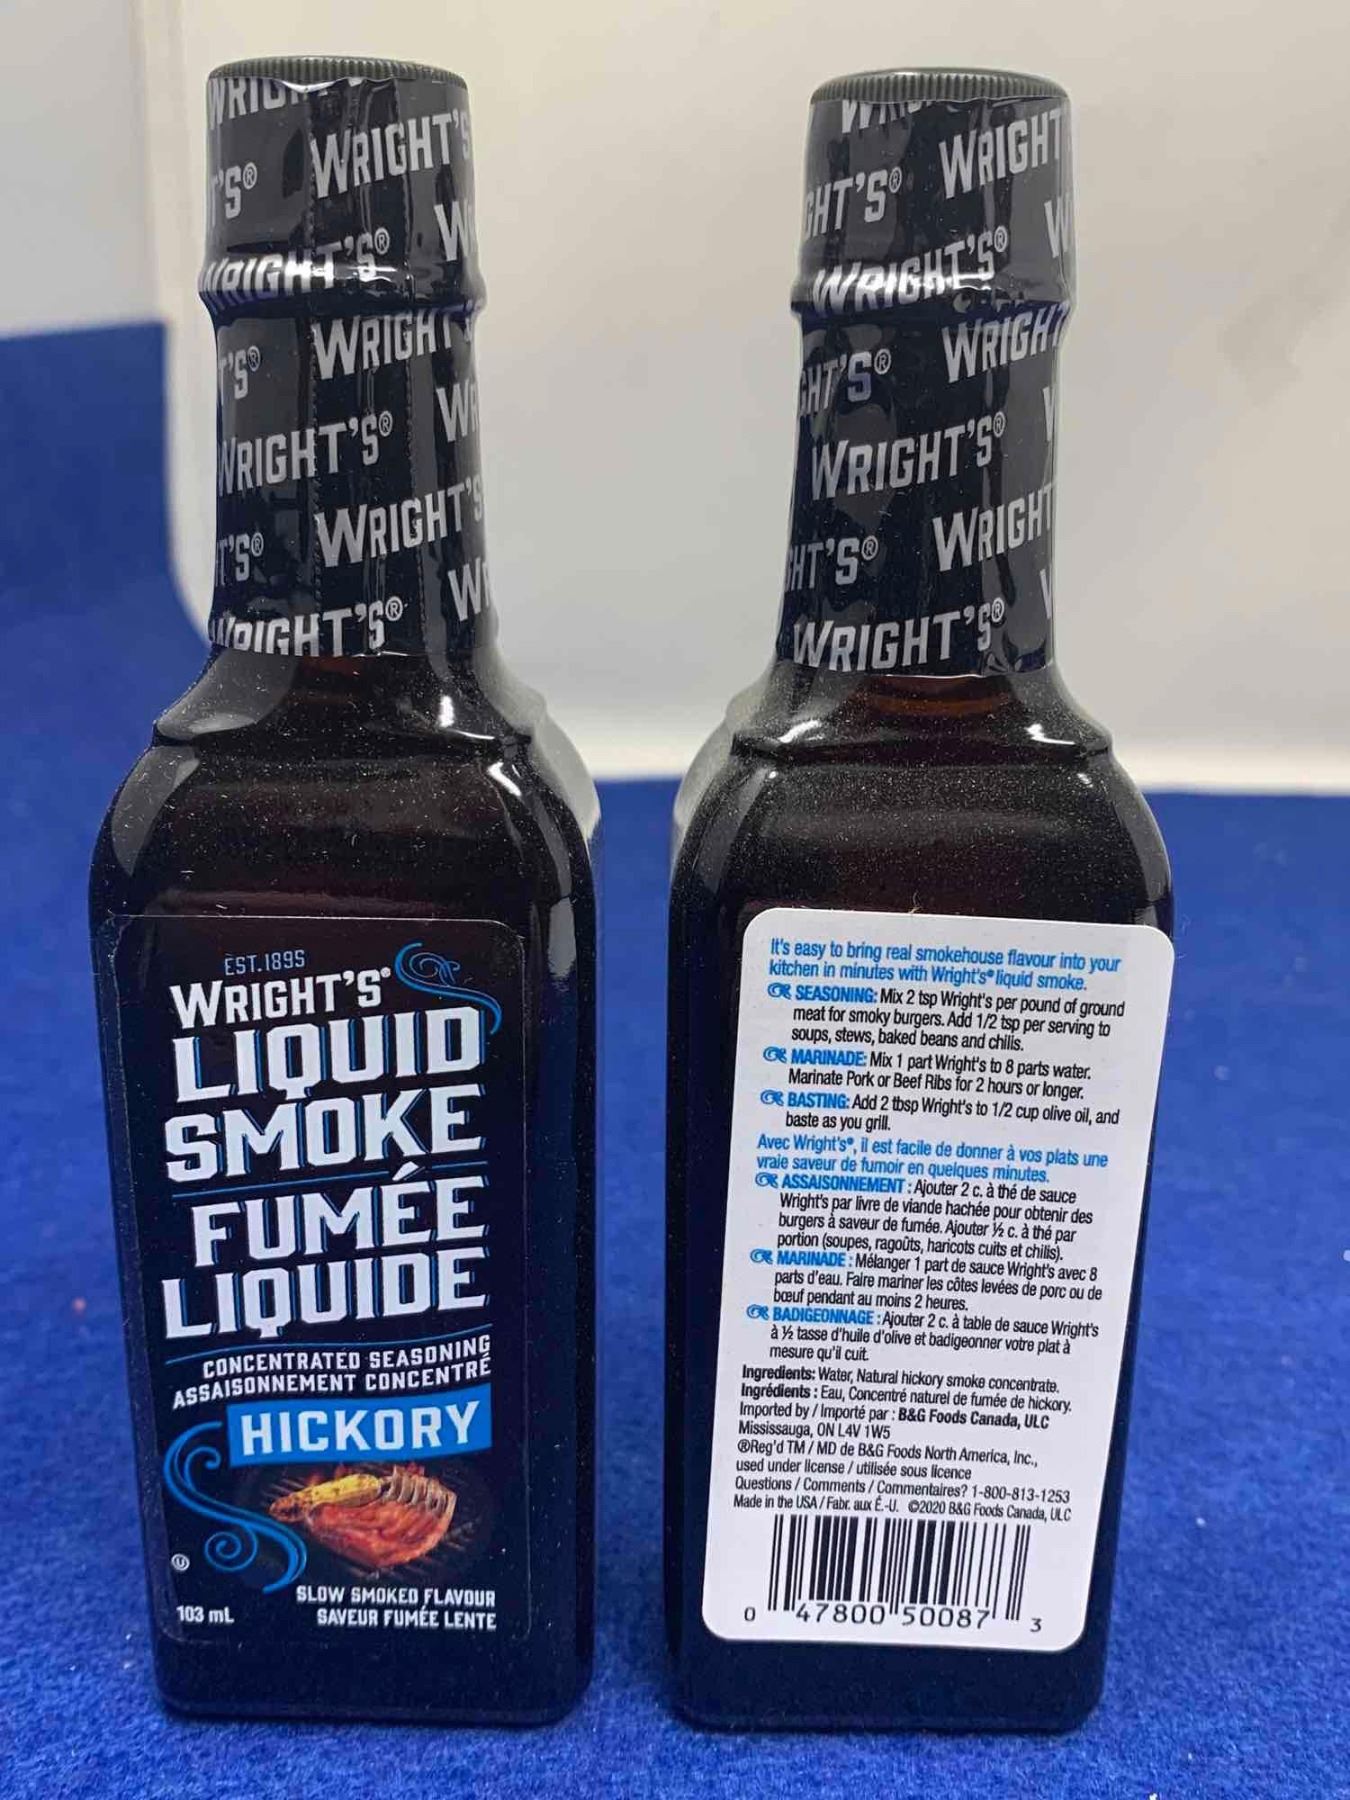 WRIGHT'S
WRIGHT'S®
WRIGHT'S
WRIGHT'S®
WRIGHT'S
WRIGHT'S®
EST.1895
WRIGHT'S®
LIQUID
SMOKE
FUMÉE
LIQUIDE
CONCENTRATED SEASONING
ASSAISONNEMENT CONCENTRÉ
HICKORY
SLOW SMOKED FLAVOUR
SAVEUR FUMÉE LENTE
U
103 mL
WRIGHT
WRIGHT'S®
WRIGHT
WRIGHT'S®
WRIGHT
WRIGHT'S®
It's easy to bring real smokehouse flavour into your
kitchen in minutes with Wright's® liquid smoke.
SEASONING: Mix 2 tsp Wright's per pound of ground
meat for smoky burgers. Add 1/2 tsp per serving to
soups, stews, baked beans and chilis.
MARINADE: Mix 1 part Wright's to 8 parts water.
Marinate Pork or Beef Ribs for 2 hours or longer.
BASTING: Add 2 tbsp Wright's to 1/2 cup olive oil, and
baste as you grill.
Avec Wright's®, il est facile de donner à vos plats une
vraie saveur de fumoir en quelques minutes.
ASSAISONNEMENT : Ajouter 2 c. à thé de sauce
Wright's par livre de viande hachée pour obtenir des
burgers à saveur de fumée. Ajouter ½ c. à thé par
portion (soupes, ragoûts, haricots cuits et chilis).
MARINADE : Mélanger 1 part de sauce Wright's avec 8
parts d'eau. Faire mariner les côtes levées de porc ou de
bœuf pendant au moins 2 heures.
BADIGEONNAGE : Ajouter 2 c. à table de sauce Wright's
à ½ tasse d'huile d'olive et badigeonner votre plat à
mesure qu'il cuit.
Ingredients: Water, Natural hickory smoke concentrate.
Ingrédients : Eau, Concentré naturel de fumée de hickory.
Imported by / Importé par : B&G Foods Canada, ULC
Mississauga, ON L4V 1W5
®Reg'd TM / MD de B&G Foods North America, Inc.,
used under license / utilisée sous licence
Questions / Comments / Commentaires? 1-800-813-1253
Made in the USA / Fabr. aux É.-U. ©2020 B&G Foods Canada, ULC
0 47800 50087 3